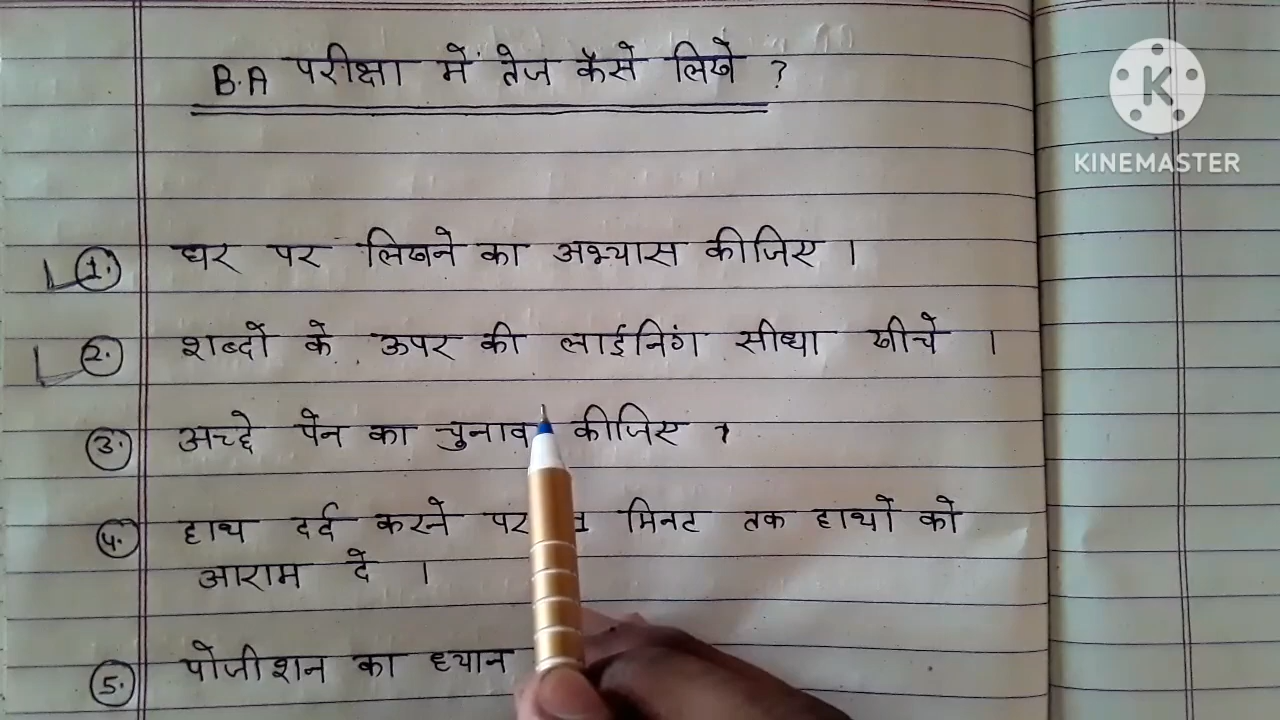 B.A परीक्षा में तेज कैसे लिखे ?
KINEMASTER
1. घर पर लिखने का अभ्यास कीजिए ।
2. शब्दों के ऊपर की लाईनिंग सीधा खीचे ।
3. अच्छे पेन का चुनाव कीजिए ।
4. हाथ दर्द करने पर 1 मिनट तक हाथों को
आराम दें ।
5. पोजीशन का ध्यान